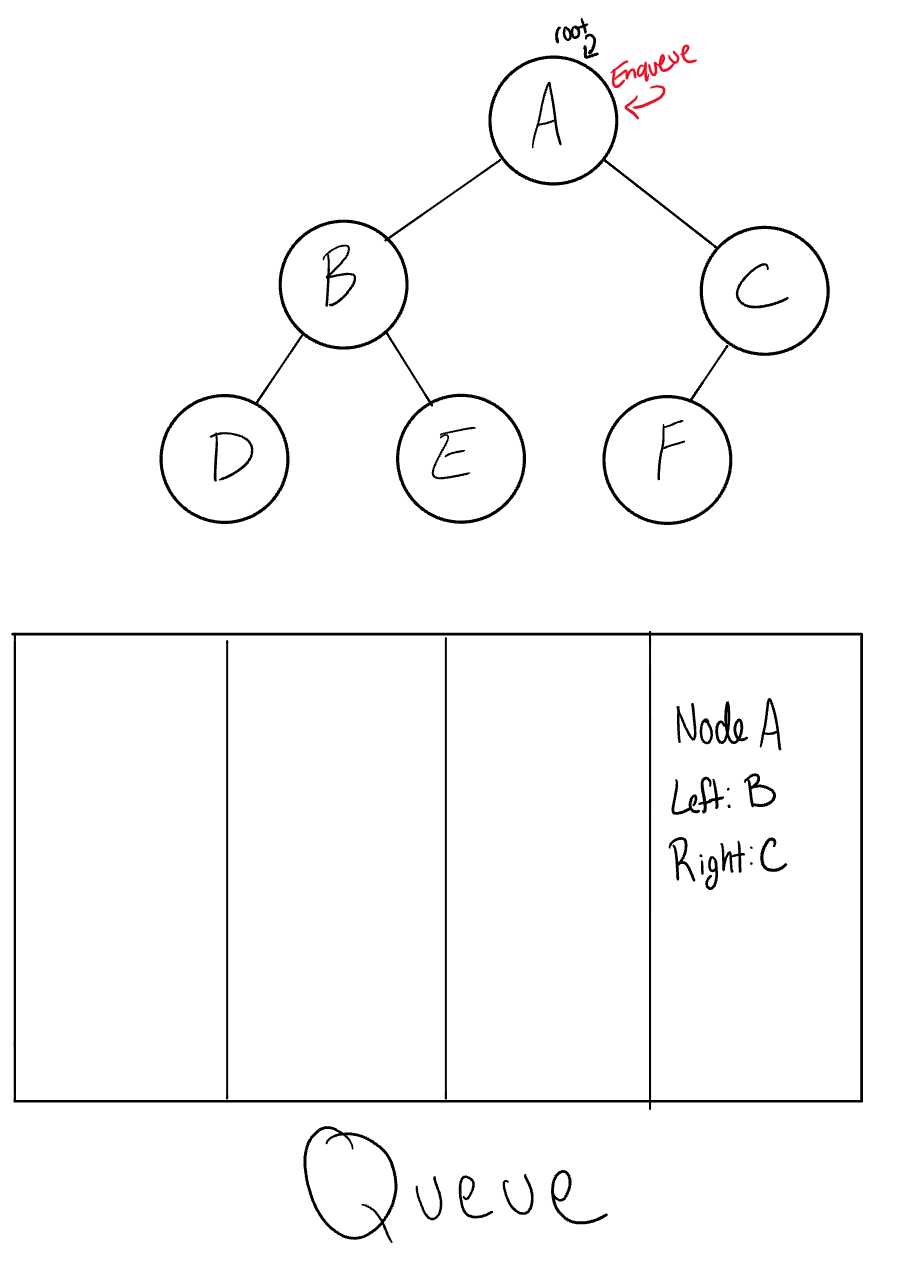 root
Enqueue
A
B
C
D
E
F
Node A
Left: B
Right: C
Queue